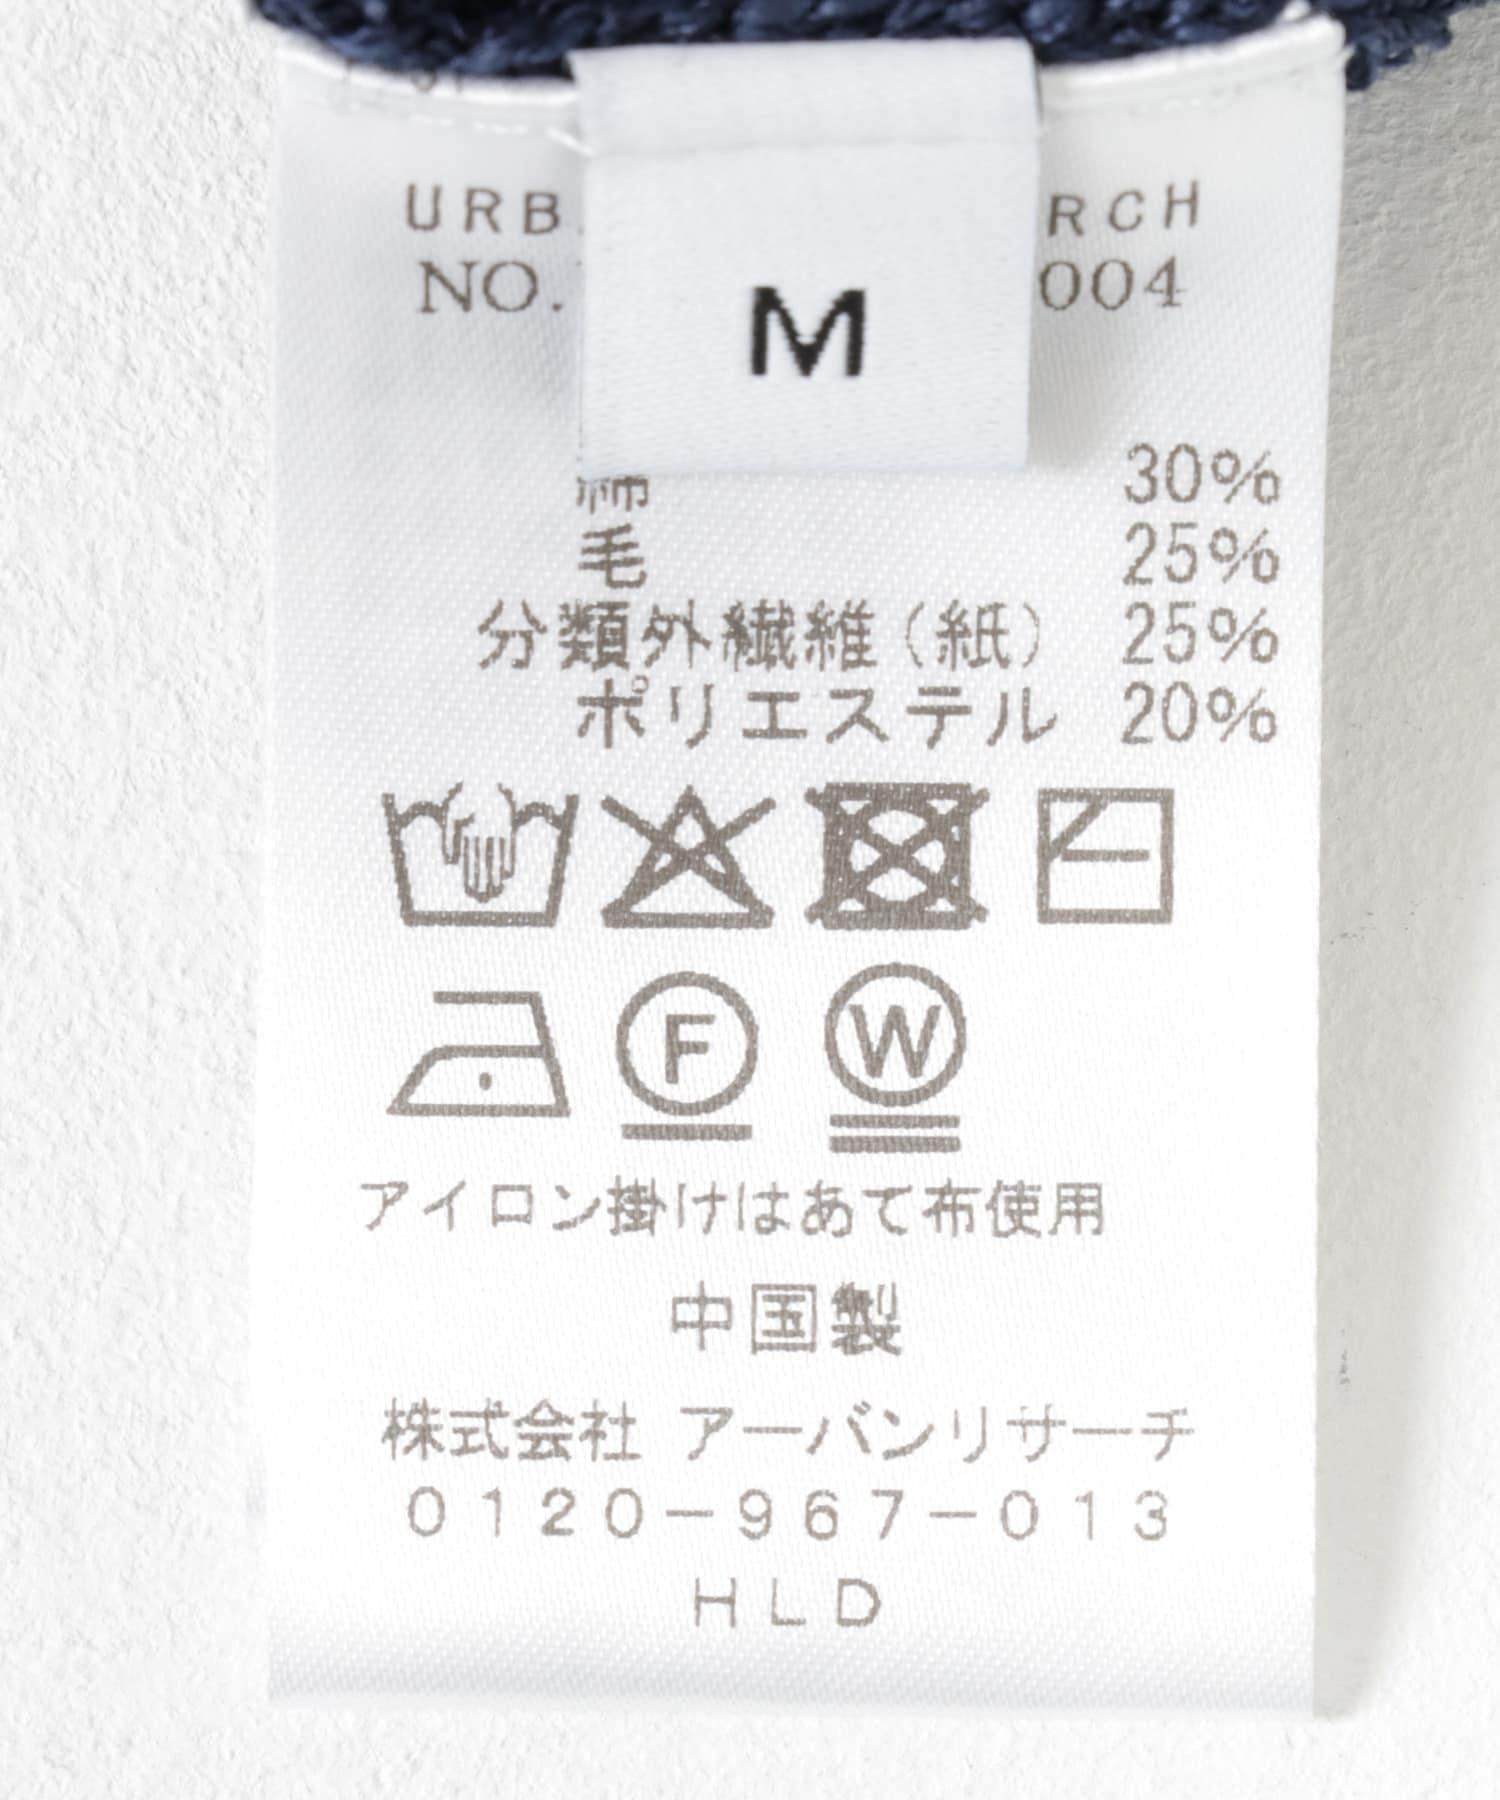 M
NO.
RCH
004
綿 30%
毛 25%
分類外繊維(紙) 25%
ポリエステル 20%
F
W
アイロン掛けはあて布使用
中国製
株式会社 アーバンリサーチ
0120-967-013
HLD